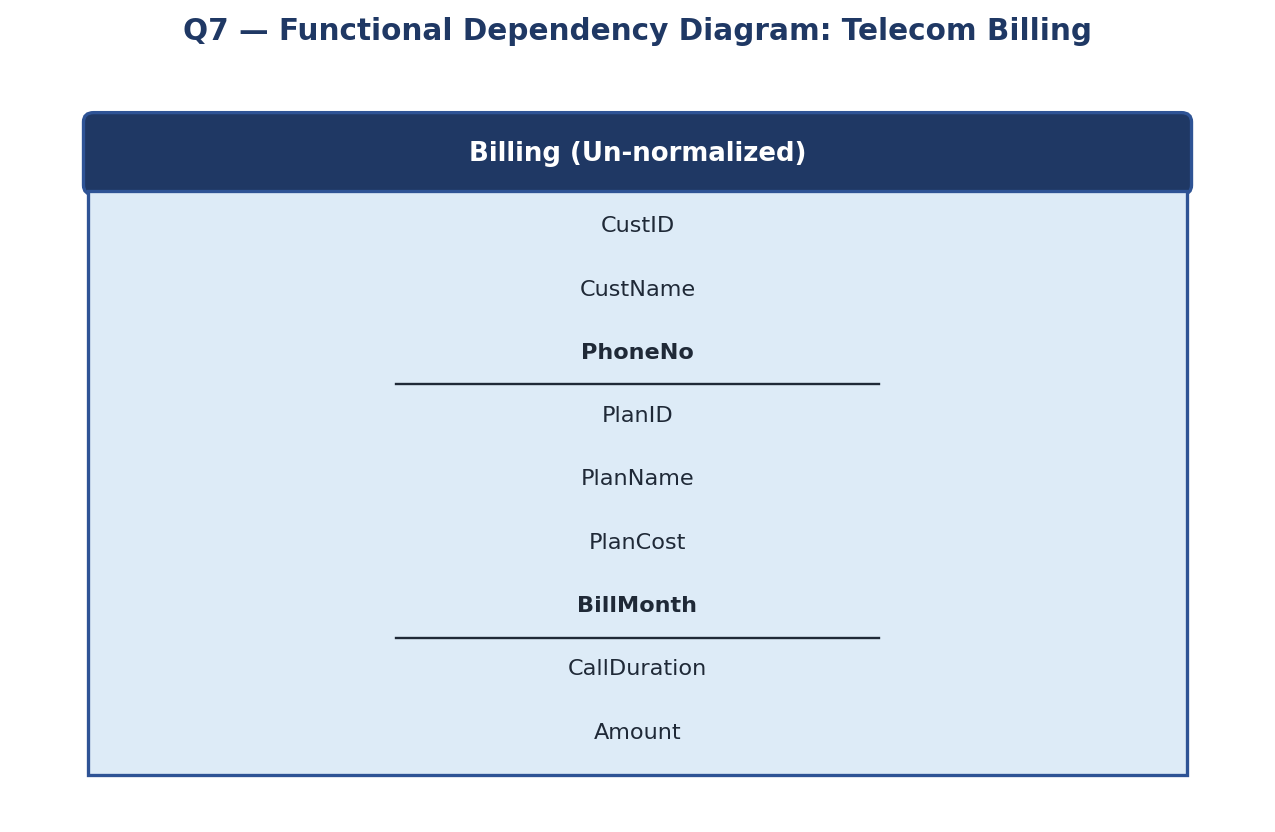 Q7 — Functional Dependency Diagram: Telecom Billing
Billing (Un-normalized)
CustID
CustName
PhoneNo
PlanID
PlanName
PlanCost
BillMonth
CallDuration
Amount